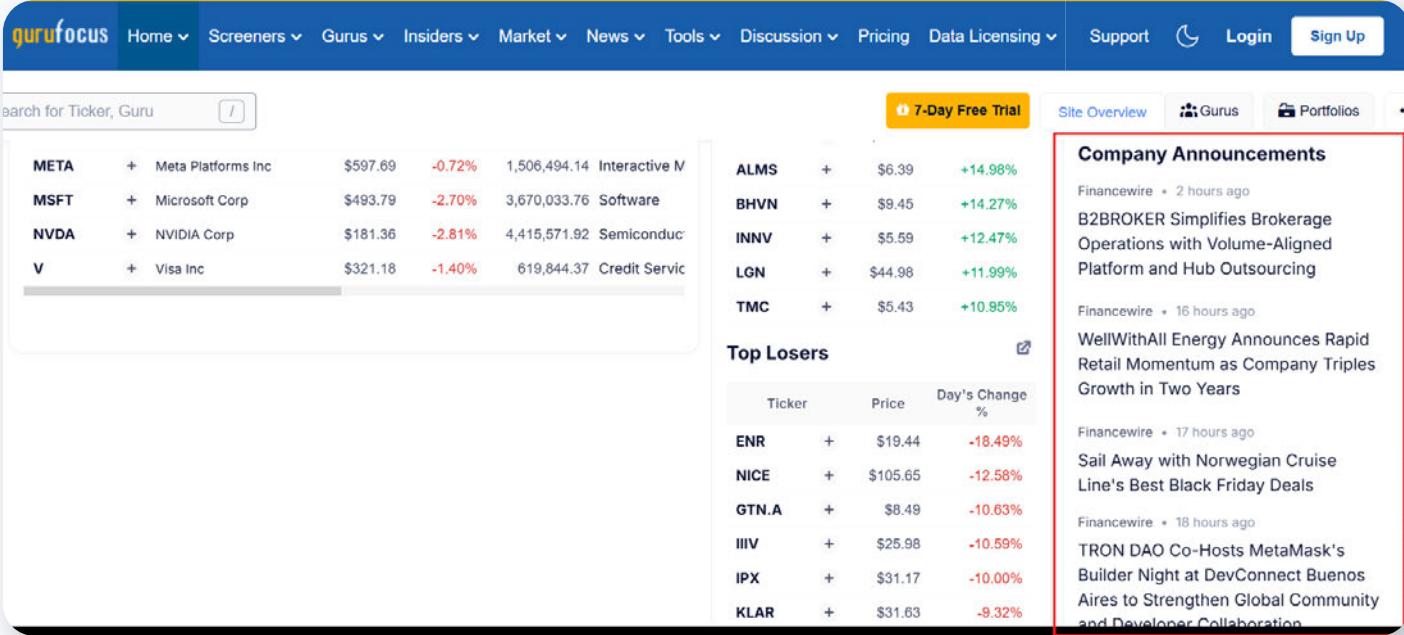 gurufocus Home Screeners Gurus Insiders Market News Tools Discussion Pricing Data Licensing Support Login Sign Up
earch for Ticker, Guru /
7-Day Free Trial Site Overview Gurus Portfolios
META + Meta Platforms Inc $597.69 -0.72% 1,506,494.14 Interactive M
MSFT + Microsoft Corp $493.79 -2.70% 3,670,033.76 Software
NVDA + NVIDIA Corp $181.36 -2.81% 4,415,571.92 Semiconduc
V + Visa Inc $321.18 -1.40% 619,844.37 Credit Servic
ALMS + $6.39 +14.98%
BHVN + $9.45 +14.27%
INNV + $5.59 +12.47%
LGN + $44.98 +11.99%
TMC + $5.43 +10.95%
Top Losers
Ticker Price Day's Change
%
ENR + $19.44 -18.49%
NICE + $105.65 -12.58%
GTN.A + $8.49 -10.63%
IIIV + $25.98 -10.59%
IPX + $31.17 -10.00%
KLAR + $31.63 -9.32%
Company Announcements
Financewire • 2 hours ago
B2BROKER Simplifies Brokerage
Operations with Volume-Aligned
Platform and Hub Outsourcing
Financewire • 16 hours ago
WellWithAll Energy Announces Rapid
Retail Momentum as Company Triples
Growth in Two Years
Financewire • 17 hours ago
Sail Away with Norwegian Cruise
Line's Best Black Friday Deals
Financewire • 18 hours ago
TRON DAO Co-Hosts MetaMask's
Builder Night at DevConnect Buenos
Aires to Strengthen Global Community
and Developer Collaboration